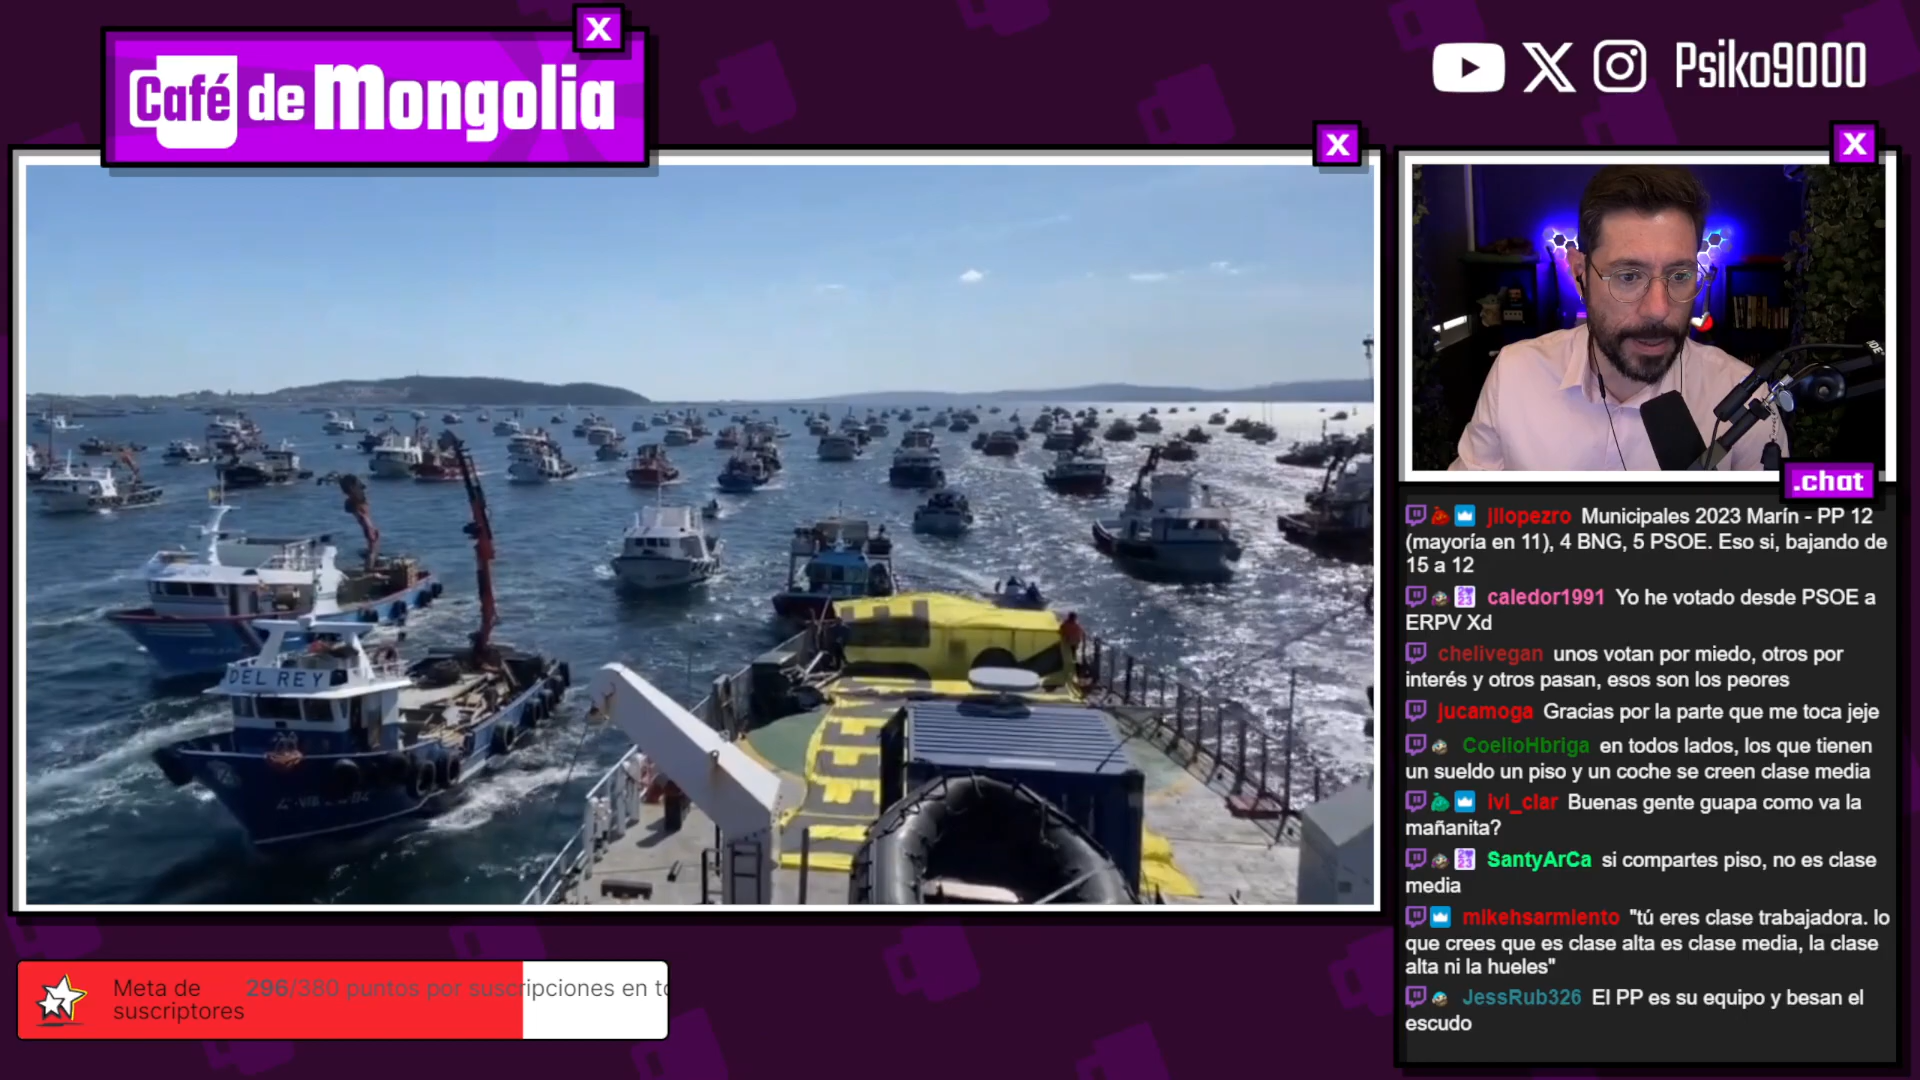 X
Café de Mongolia
Psiko9000
X
X
DEL REY
.chat
jllopezro Municipales 2023 Marín - PP 12
(mayoría en 11), 4 BNG, 5 PSOE. Eso si, bajando de
15 a 12
caledor1991 Yo he votado desde PSOE a
ERPV Xd
chelivegan unos votan por miedo, otros por
interés y otros pasan, esos son los peores
jucamoga Gracias por la parte que me toca jeje
CoelioHbriga en todos lados, los que tienen
un sueldo un piso y un coche se creen clase media
lvl_clar Buenas gente guapa como va la
mañanita?
SantyArCa si compartes piso, no es clase
media
mikehsarmiento "tú eres clase trabajadora. lo
que crees que es clase alta es clase media, la clase
alta ni la hueles"
JessRub326 El PP es su equipo y besan el
escudo
Meta de
suscriptores
296/380 puntos por suscripciones en to